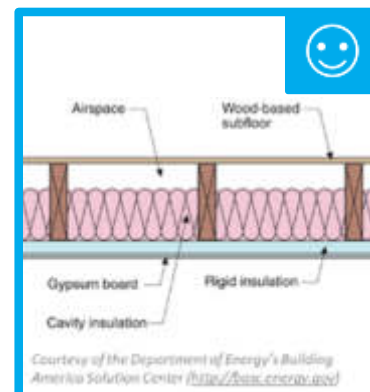 Airspace
Wood-based
subfloor
Gypsum board
Rigid insulation
Cavity insulation
Courtesy of the Department of Energy's Building
America Solution Center (http://basc.energy.gov)